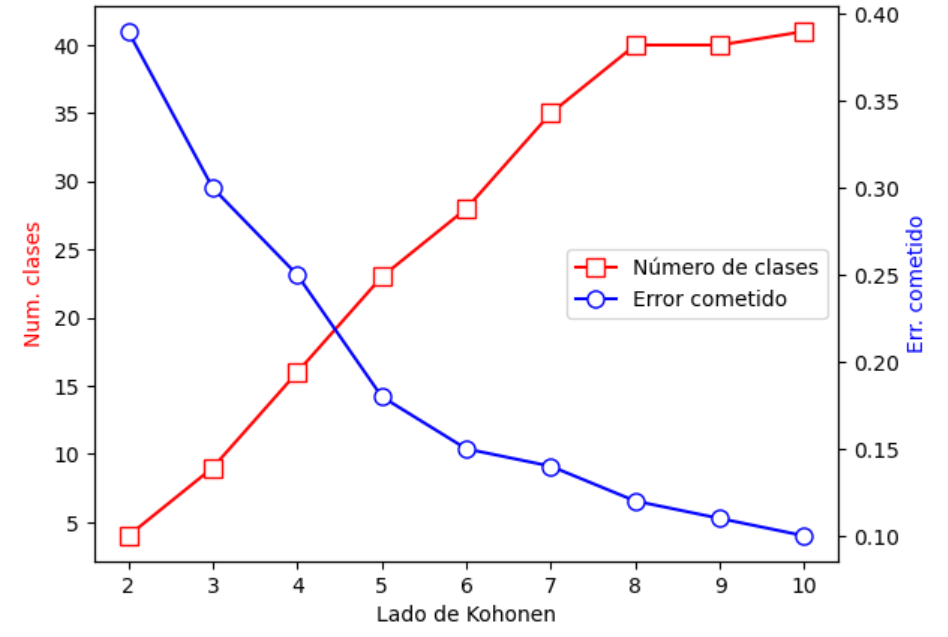 40
35
30
25
20
15
10
5
Num. clases
0.40
0.35
0.30
0.25
0.20
0.15
0.10
Err. cometido
Número de clases
Error cometido
2 3 4 5 6 7 8 9 10
Lado de Kohonen